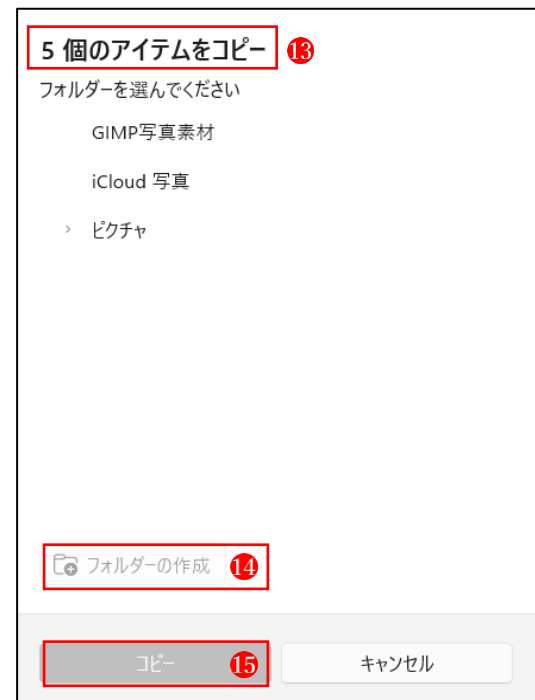 5 個のアイテムをコピー ⓭
フォルダーを選んでください
GIMP写真素材
iCloud 写真
ピクチャ
フォルダーの作成 ⓮
コピー ⓯ キャンセル